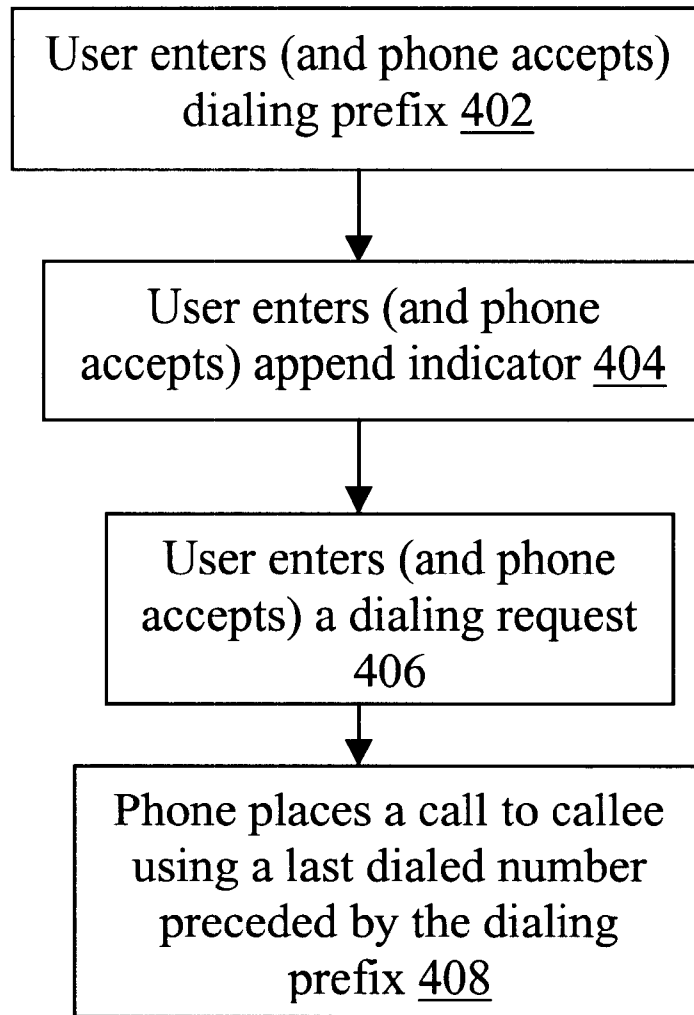 User enters (and phone accepts)
dialing prefix 402
User enters (and phone
accepts) append indicator 404
User enters (and phone
accepts) a dialing request
406
Phone places a call to callee
using a last dialed number
preceded by the dialing
prefix 408